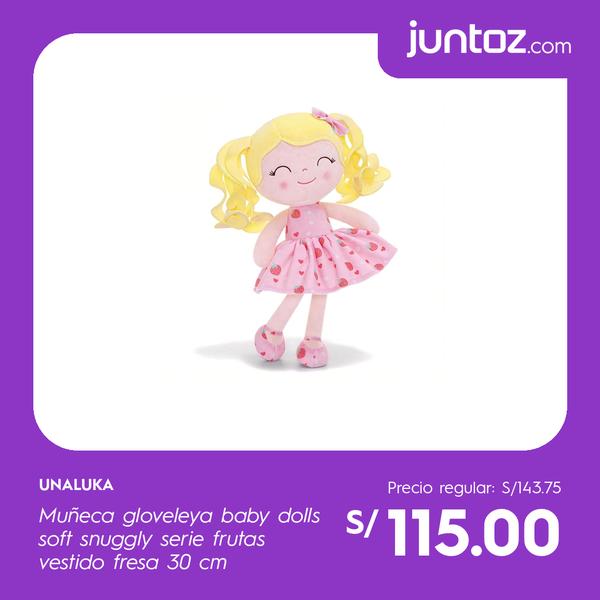 juntoz.com
UNALUKA
Muñeca gloveleya baby dolls
soft snuggly serie frutas
vestido fresa 30 cm
Precio regular: S/143.75
S/115.00